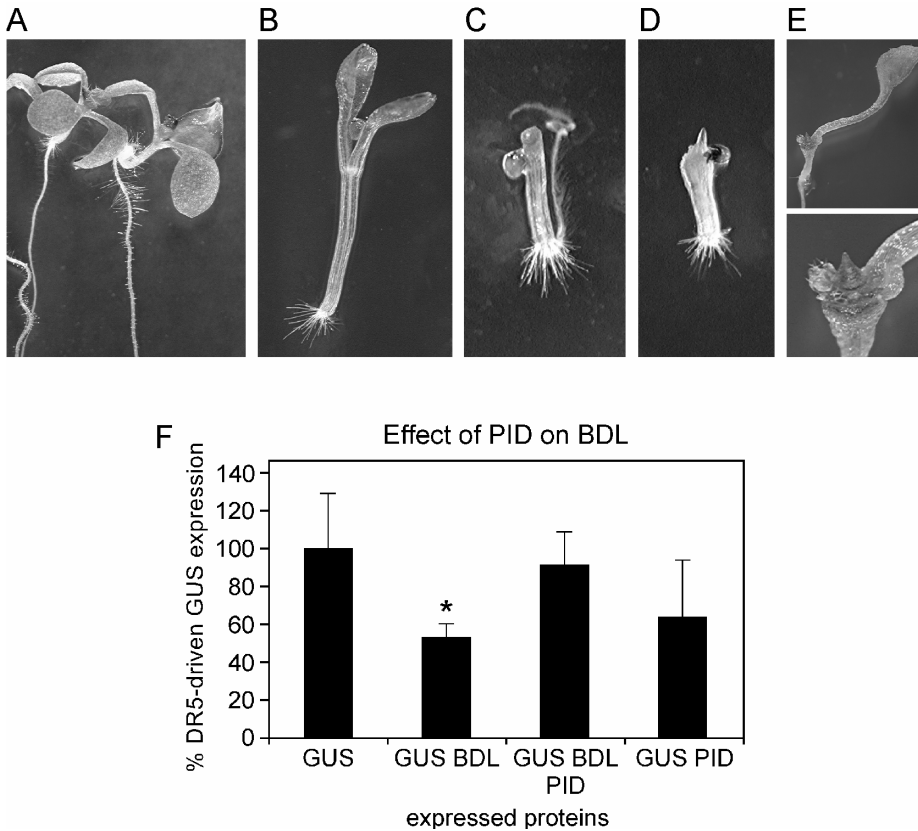 A B C D E
F
Effect of PID on BDL
% DR5-driven GUS expression
140
120
100
80
60
40
20
0
*
GUS GUS BDL GUS BDL GUS PID
PID
expressed proteins